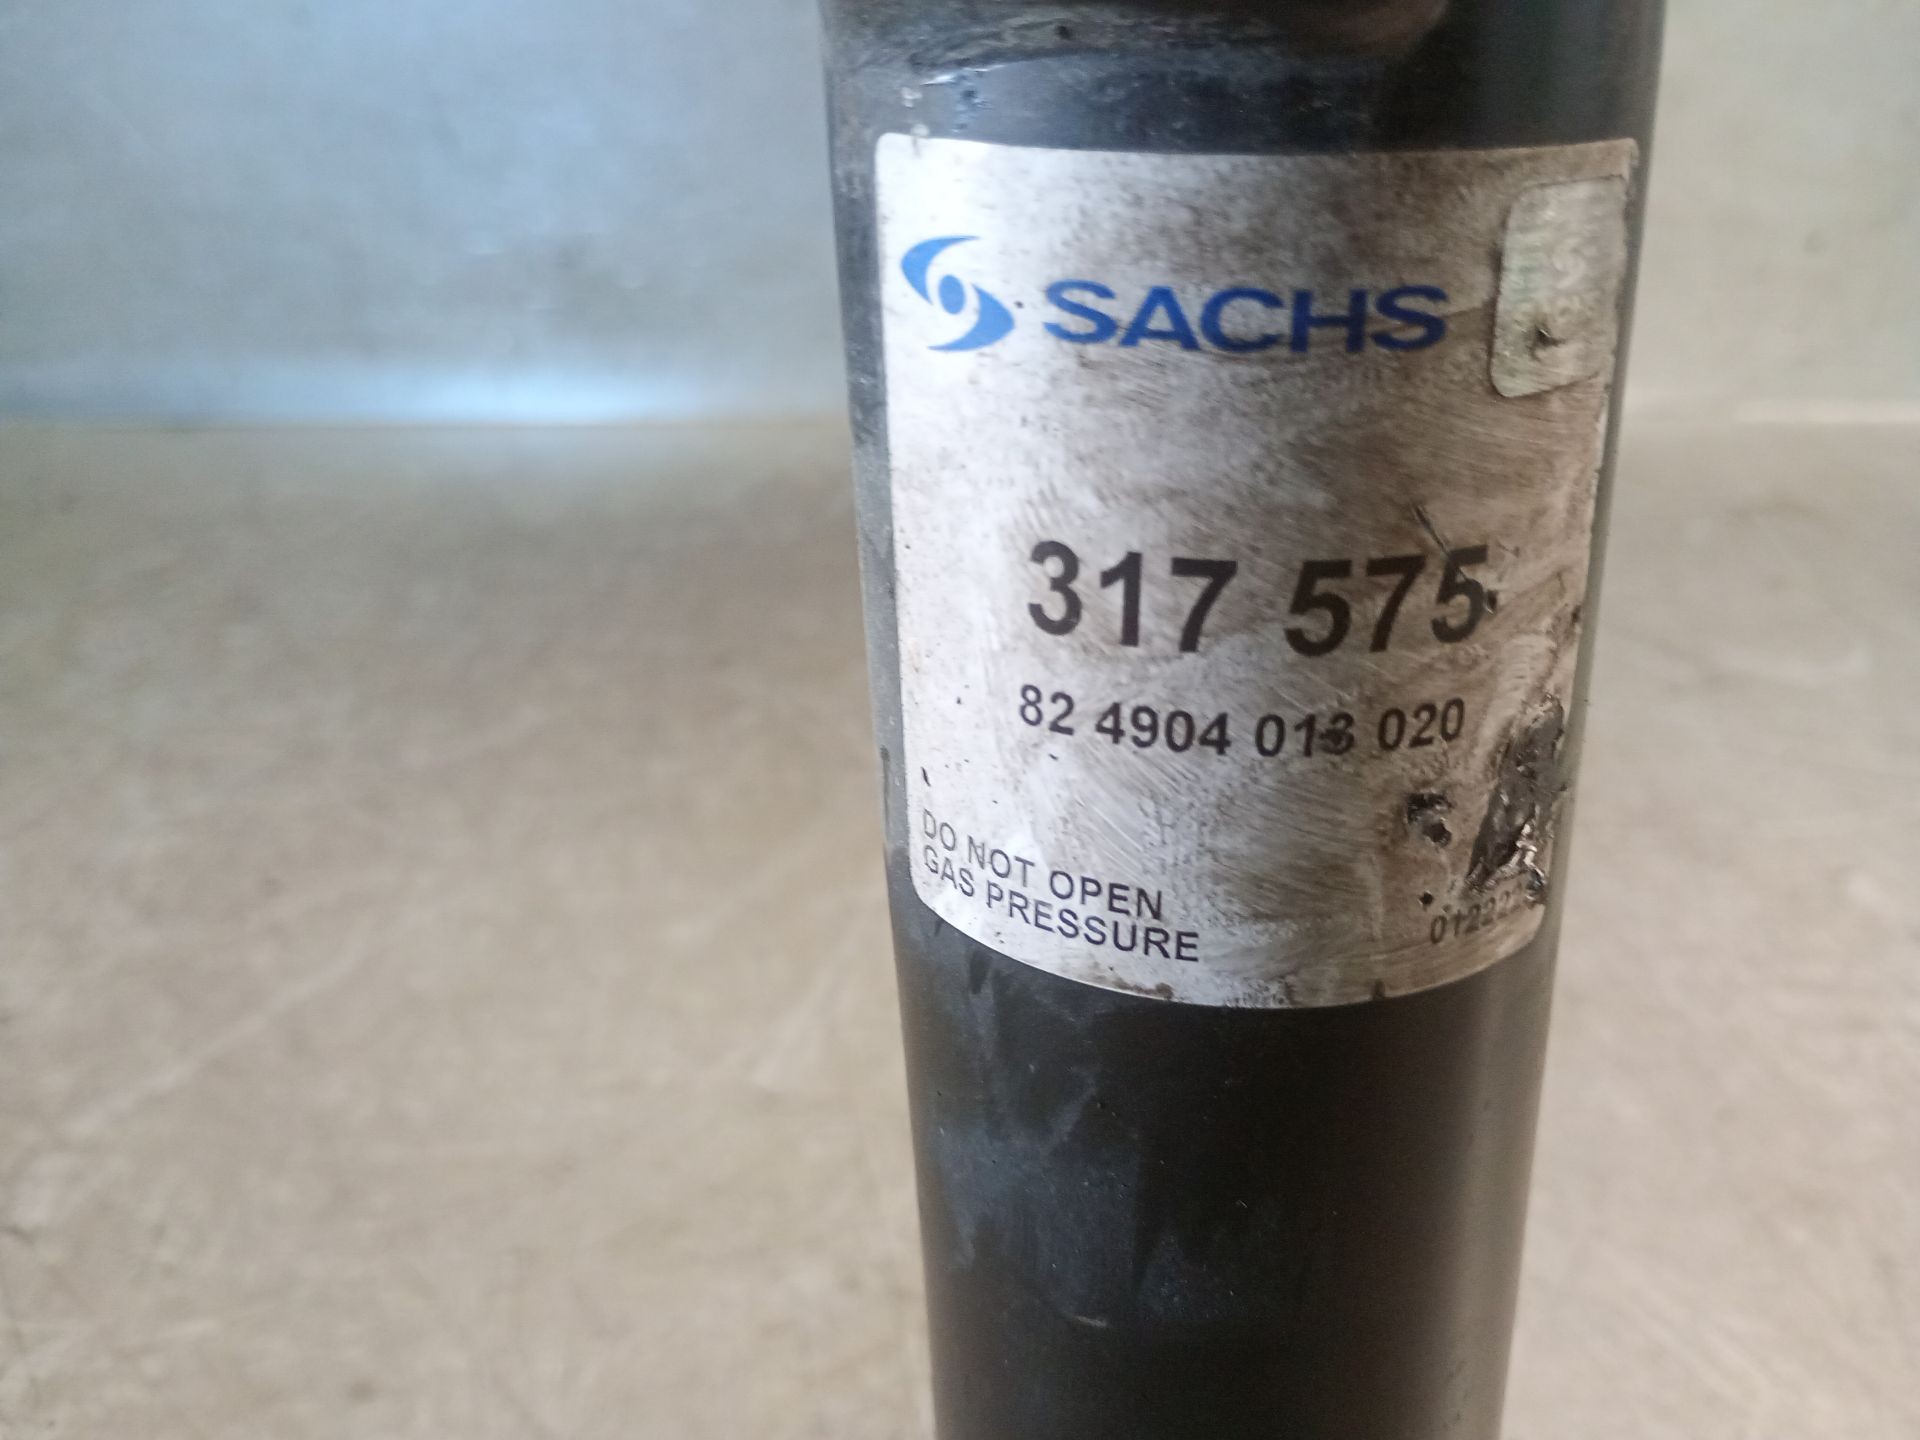 SACHS
317 575
82 4904 013 020
DO NOT OPEN
GAS PRESSURE